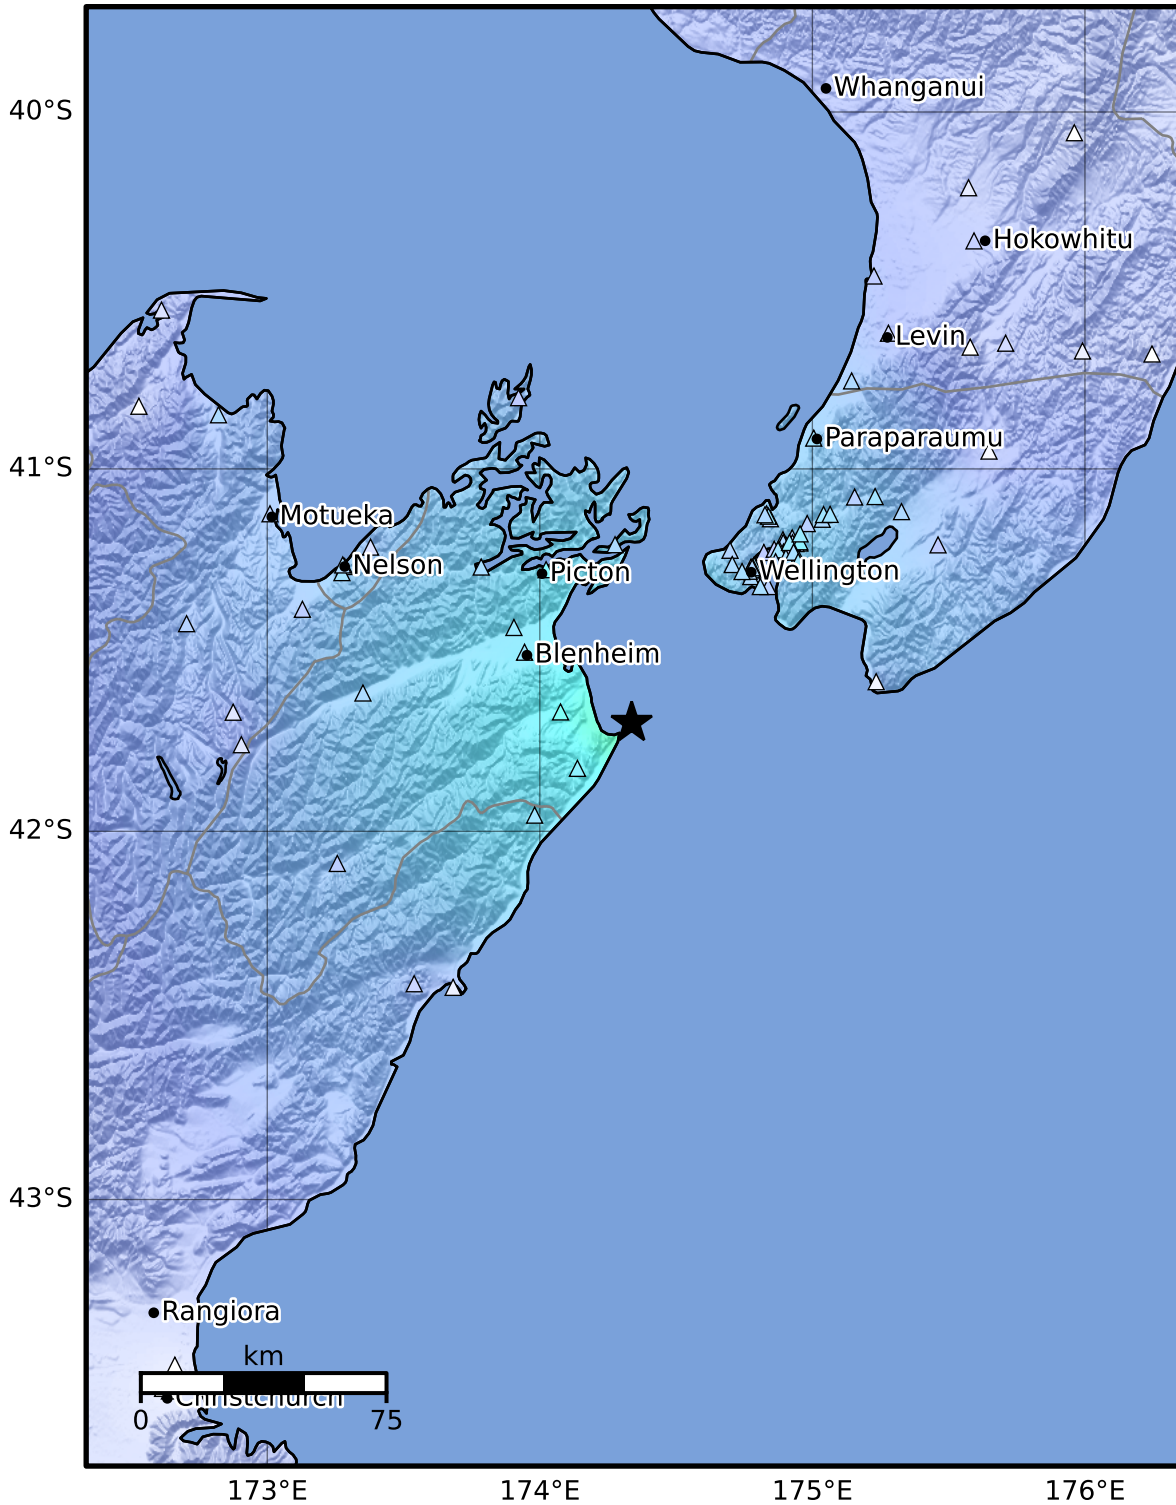 Whanganui
40°S
Hokowhitu
Levin
Paraparaumu
41°S
Motueka
Nelson
Picton
Wellington
Blenheim
42°S
43°S
Rangiora
km
Christchurch
0 75
173°E 174°E 175°E 176°E